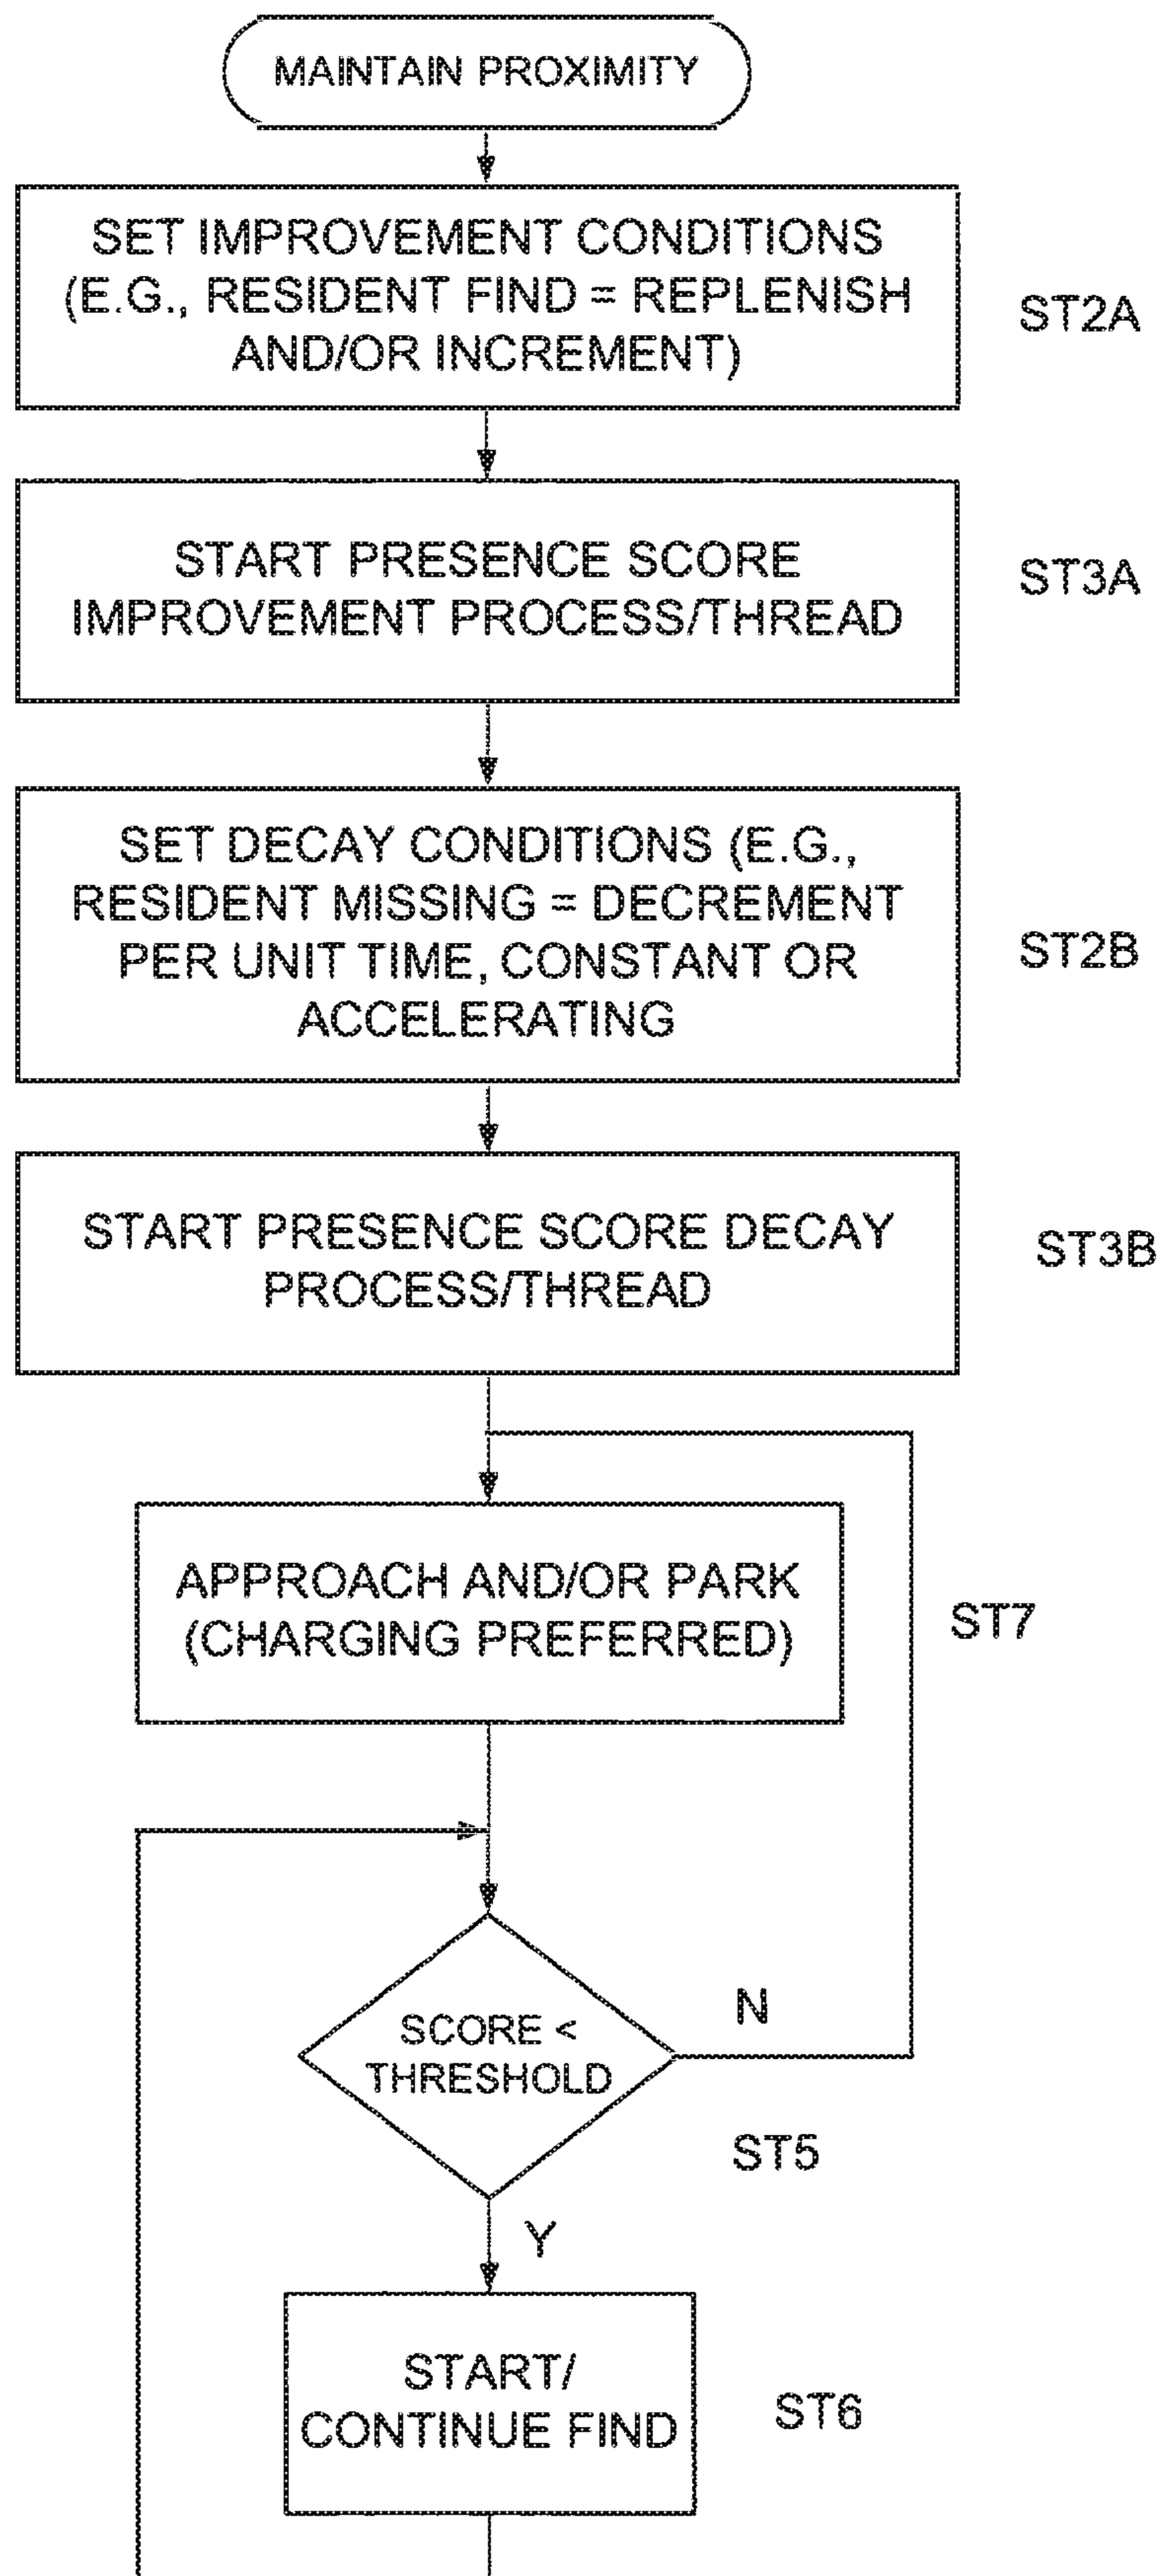 MAINTAIN PROXIMITY
SET IMPROVEMENT CONDITIONS
(E.G., RESIDENT FIND = REPLENISH
AND/OR INCREMENT)
ST2A
START PRESENCE SCORE
IMPROVEMENT PROCESS/THREAD
ST3A
SET DECAY CONDITIONS (E.G.,
RESIDENT MISSING = DECREMENT
PER UNIT TIME, CONSTANT OR
ACCELERATING
ST2B
START PRESENCE SCORE DECAY
PROCESS/THREAD
ST3B
APPROACH AND/OR PARK
(CHARGING PREFERRED)
ST7
SCORE <
THRESHOLD
N
ST5
Y
START/
CONTINUE FIND
ST6